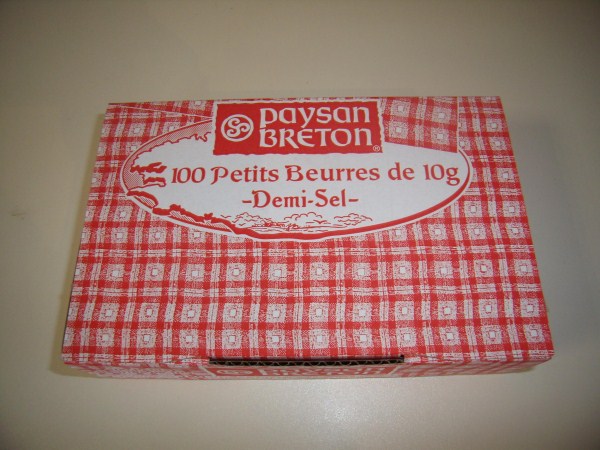 Paysan
BRETON®
100 Petits Beurres de 10g
-Demi-Sel-